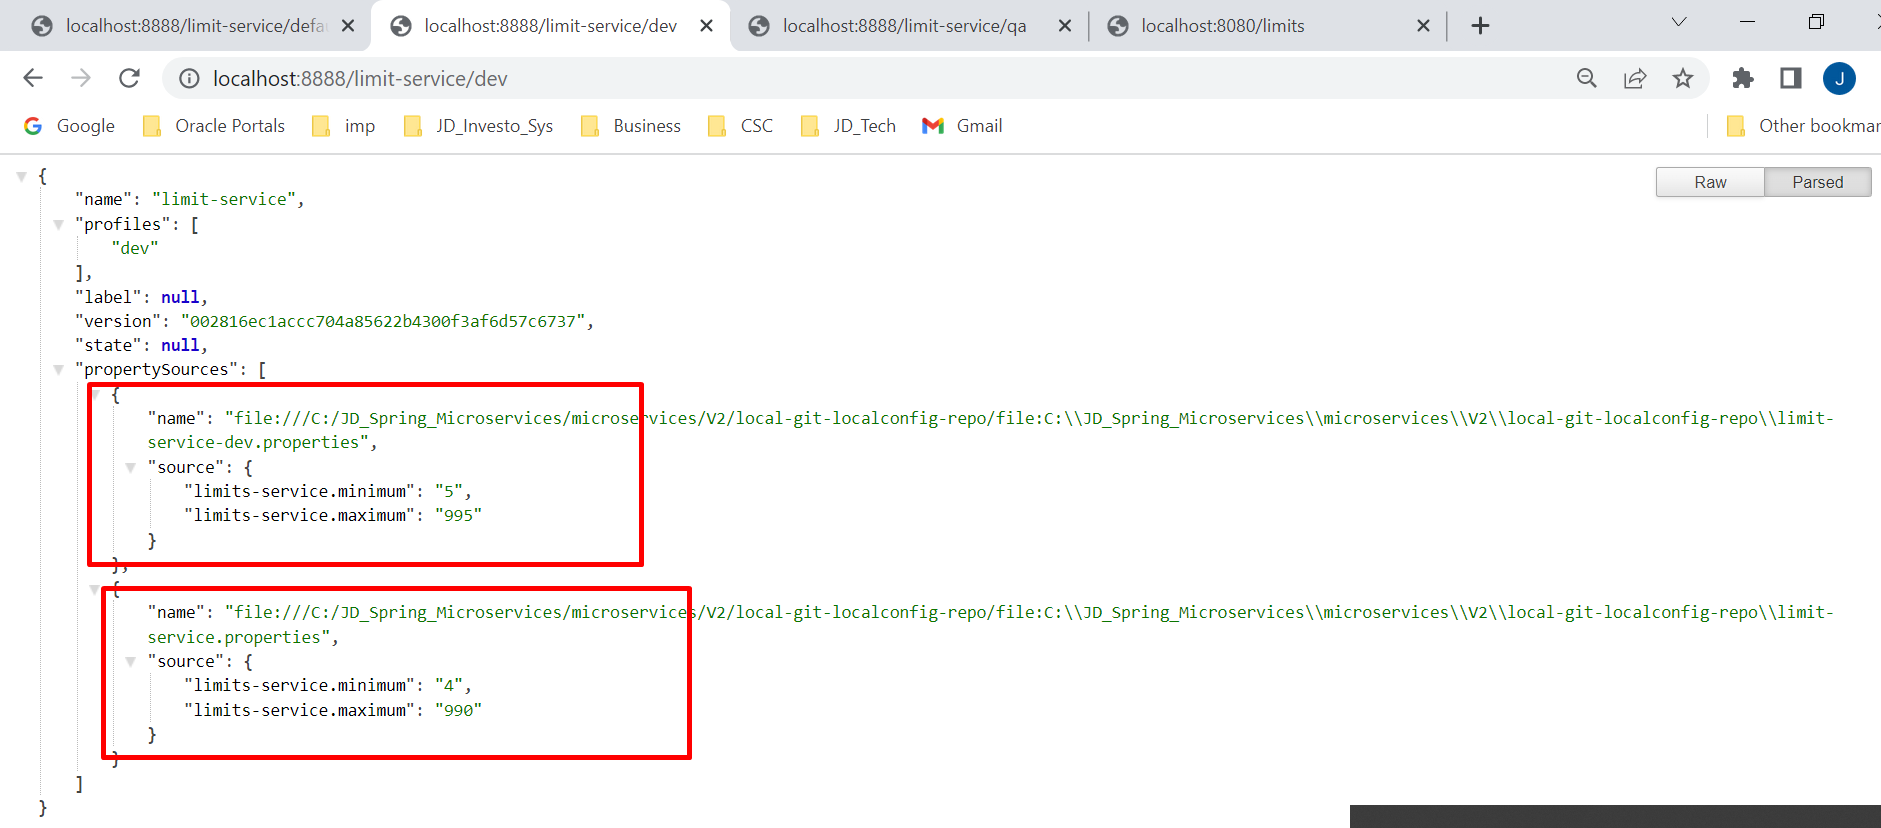 localhost:8888/limit-service/defau
localhost:8888/limit-service/dev
localhost:8888/limit-service/qa
localhost:8080/limits
localhost:8888/limit-service/dev
J
Google
Oracle Portals
imp
JD_Investo_Sys
Business
CSC
JD_Tech
Gmail
Other bookmar
Raw
Parsed
{
"name": "limit-service",
"profiles": [
"dev"
],
"label": null,
"version": "002816ec1accc704a85622b4300f3af6d57c6737",
"state": null,
"propertySources": [
{
"name": "file:///C:/JD_Spring_Microservices/microservices/V2/local-git-localconfig-repo/file:C:\\JD_Spring_Microservices\\microservices\\V2\\local-git-localconfig-repo\\limit-
service-dev.properties",
"source": {
"limits-service.minimum": "5",
"limits-service.maximum": "995"
}
},
{
"name": "file:///C:/JD_Spring_Microservices/microservices/V2/local-git-localconfig-repo/file:C:\\JD_Spring_Microservices\\microservices\\V2\\local-git-localconfig-repo\\limit-
service.properties",
"source": {
"limits-service.minimum": "4",
"limits-service.maximum": "990"
}
}
]
}